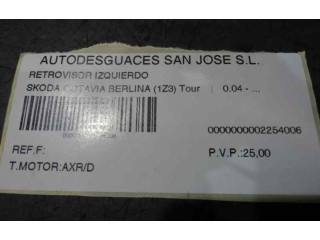 AUTODESGUACES SAN JOSE S.L.
RETROVISOR IZQUIERDO
SKODA OCTAVIA BERLINA (1Z3) Tour | 0.04 - ...
0000000002254006
REF.F: P.V.P.:25,00
T.MOTOR:AXR/D